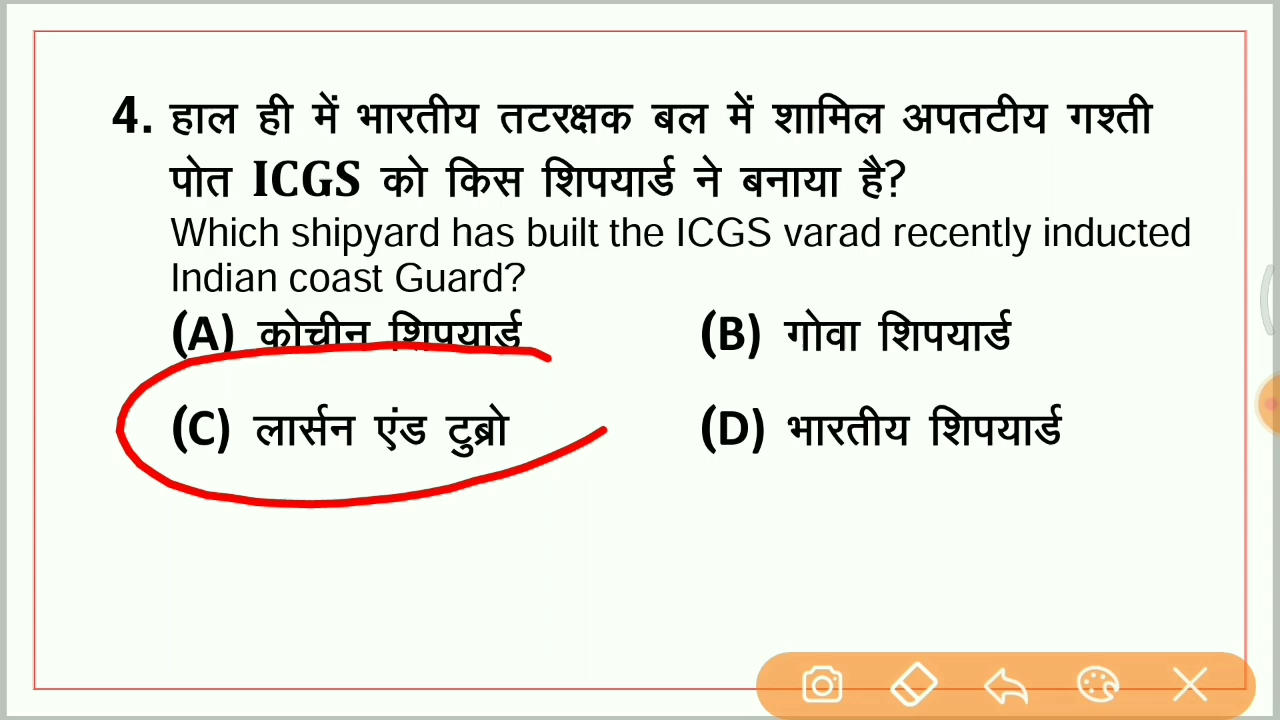 4. हाल ही में भारतीय तटरक्षक बल में शामिल अपतटीय गश्ती
पोत ICGS को किस शिपयार्ड ने बनाया है?
Which shipyard has built the ICGS varad recently inducted
Indian coast Guard?
(A) कोचीन शिपयार्ड (B) गोवा शिपयार्ड
(C) लार्सन एंड टुब्रो (D) भारतीय शिपयार्ड